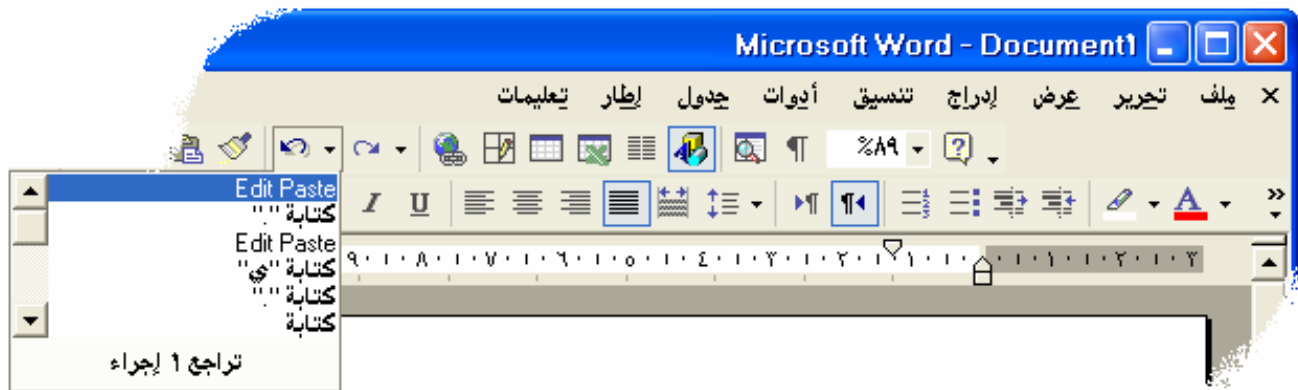 Microsoft Word - Document1
ملف تحرير عرض إدراج تنسيق أدوات جدول إطار تعليمات
%٨٩
Edit Paste
كتابة "."
Edit Paste
كتابة "ي"
كتابة "."
كتابة
تراجع ١ لإجراء
I U
A
٩ ٨ ٧ ٦ ٥ ٤ ٣ ٢ ١ ١ ٢ ٣